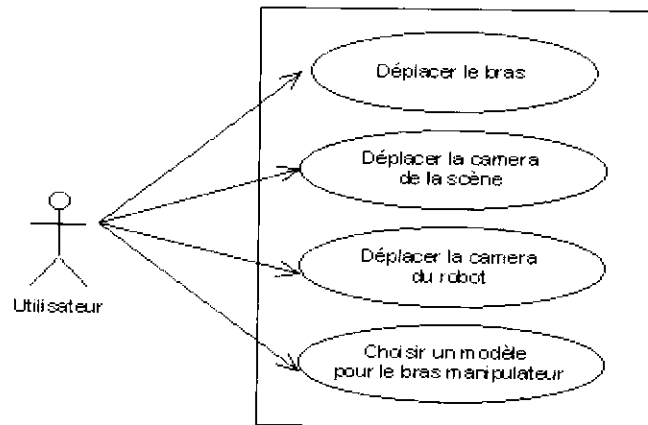 Déplacer le bras
Déplacer la camera
de la scène
Déplacer la camera
du robot
Utilisateur
Choisir un modèle
pour le bras manipulateur